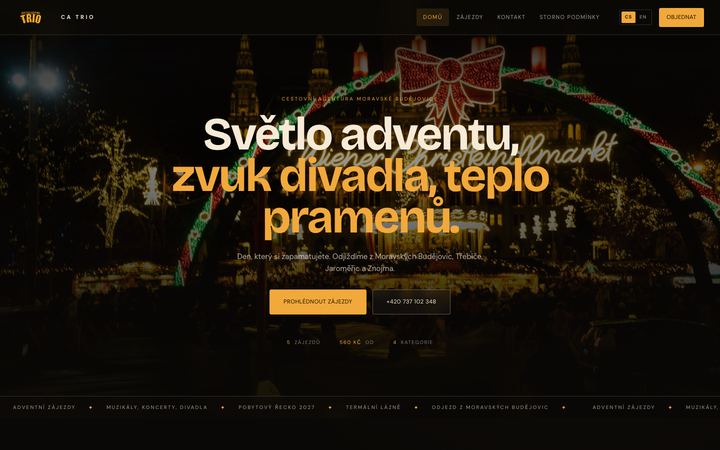 TRIO
CA TRIO
DOMŮ
ZÁJEZDY
KONTAKT
STORNO PODMÍNKY
CS
EN
OBJEDNAT
CESTOVNÍ AGENTURA MORAVSKÉ BUDĚJOVICE
Wiener Christkindlmarkt
Světlo adventu,
zvuk divadla, teplo
pramenů.
Den, který si zapamatujete. Odjíždíme z Moravských Budějovic, Třebíče,
Jaroměřic a Znojma.
PROHLÉDNOUT ZÁJEZDY
+420 737 102 348
5 ZÁJEZDŮ
560 KČ OD
4 KATEGORIE
ADVENTNÍ ZÁJEZDY ✦ MUZIKÁLY, KONCERTY, DIVADLA ✦ POBYTOVÝ ŘECKO 2027 ✦ TERMÁLNÍ LÁZNĚ ✦ ODJEZD Z MORAVSKÝCH BUDĚJOVIC ✦ ADVENTNÍ ZÁJEZDY ✦ MUZIKÁLY,